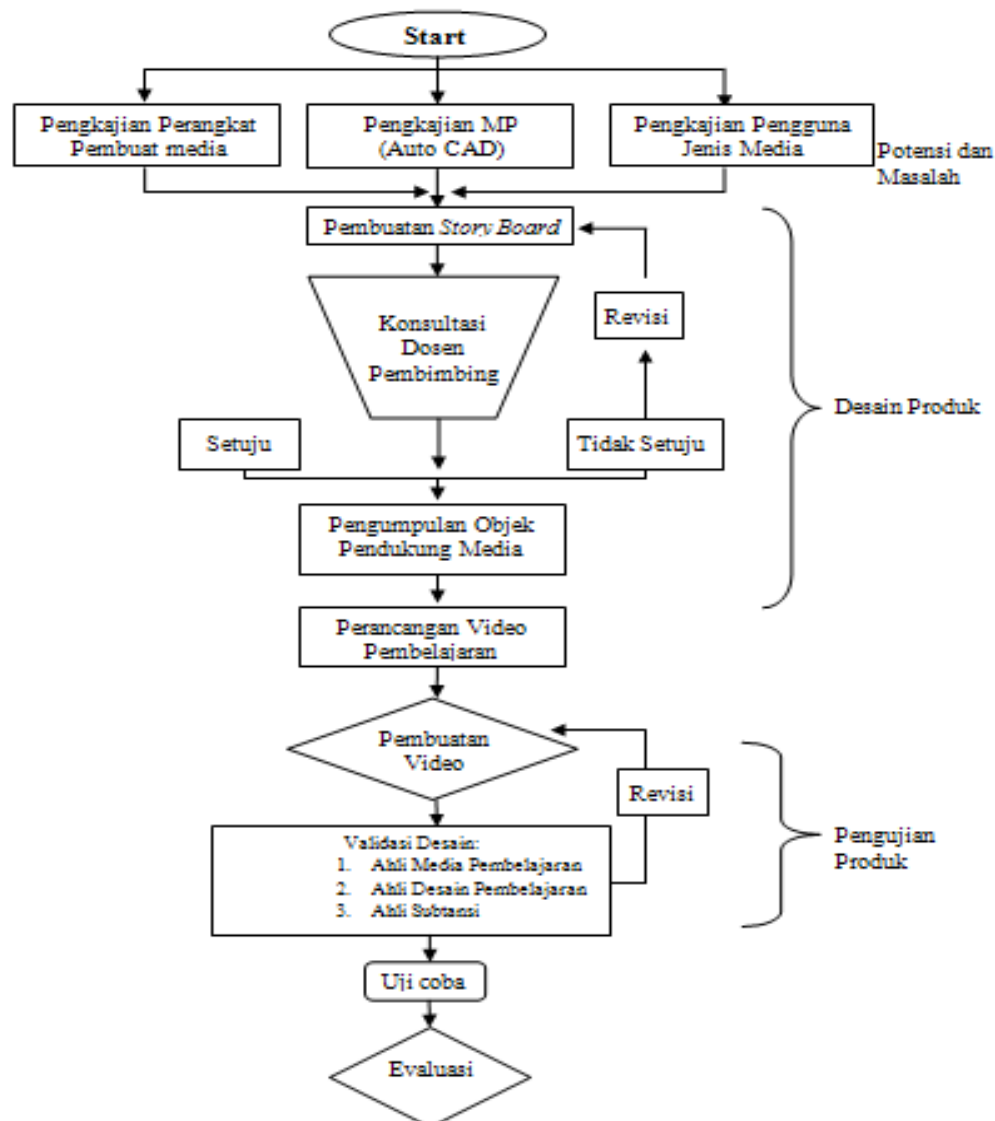 Start
Pengkajian Perangkat
Pembuat media
Pengkajian MP
(Auto CAD)
Pengkajian Pengguna
Jenis Media
Potensi dan
Masalah
Pembuatan Story Board
Revisi
Konsultasi
Dosen
Pembimbing
Desain Produk
Setuju
Tidak Setuju
Pengumpulan Objek
Pendukung Media
Perancangan Video
Pembelajaran
Pembuatan
Video
Revisi
Validasi Desain:
1. Ahli Media Pembelajaran
2. Ahli Desain Pembelajaran
3. Ahli Subtansi
Pengujian
Produk
Uji coba
Evaluasi